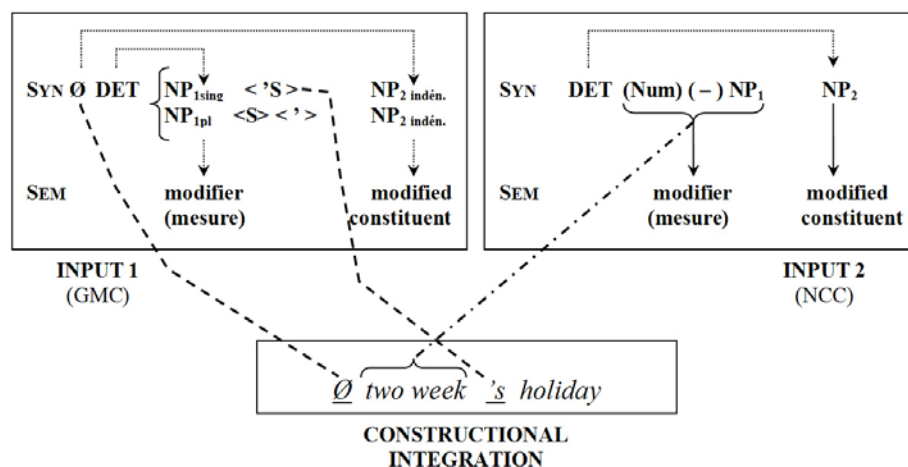 SYN Ø DET NP1sing <'S> NP2 indén.
NP1pl <S> <'> NP2 indén.
SEM modifier modified
(mesure) constituent
INPUT 1
(GMC)
SYN DET (Num) (–) NP1 NP2
SEM modifier modified
(mesure) constituent
INPUT 2
(NCC)
Ø two week 's holiday
CONSTRUCTIONAL
INTEGRATION